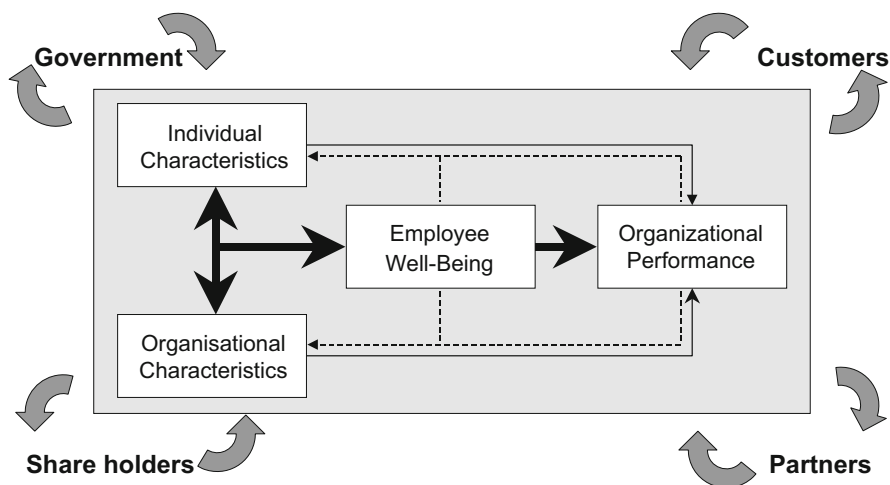 Government
Customers
Individual
Characteristics
Employee
Well-Being
Organizational
Performance
Organisational
Characteristics
Share holders
Partners